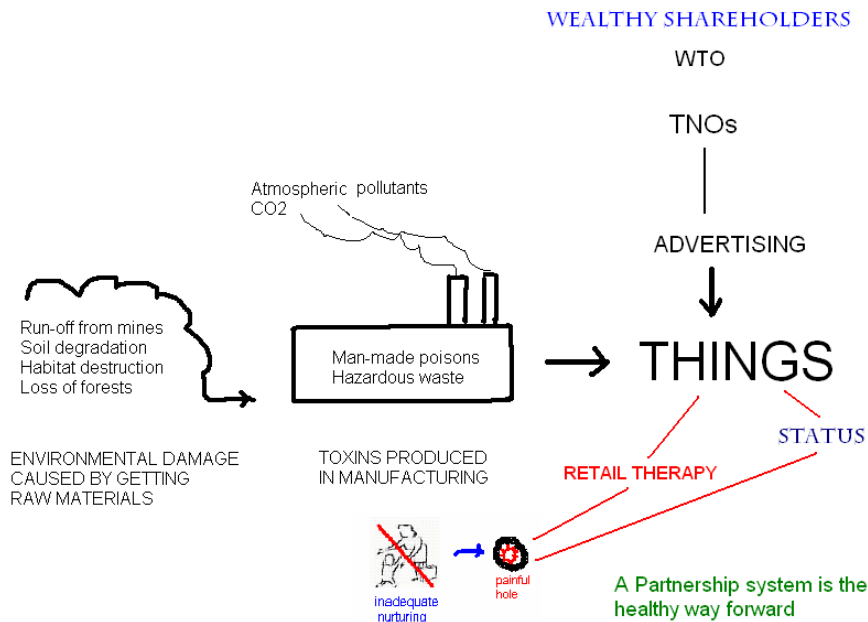 WEALTHY SHAREHOLDERS
WTO
TNOs
Atmospheric pollutants
CO2
ADVERTISING
Run-off from mines
Soil degradation
Habitat destruction
Loss of forests
Man-made poisons
Hazardous waste
THINGS
STATUS
ENVIRONMENTAL DAMAGE
CAUSED BY GETTING
RAW MATERIALS
TOXINS PRODUCED
IN MANUFACTURING
RETAIL THERAPY
inadequate
nurturing
painful
hole
A Partnership system is the
healthy way forward